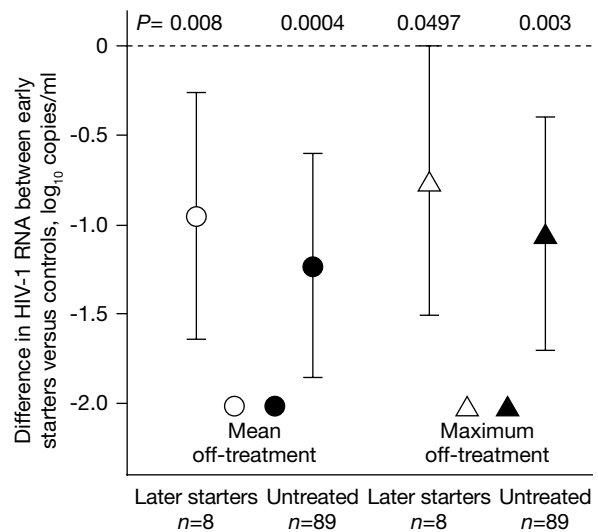 P= 0.008 0.0004 0.0497 0.003
0
-0.5
-1.0
-1.5
-2.0
Difference in HIV-1 RNA between early
starters versus controls, log₁₀ copies/ml
Mean
off-treatment
Maximum
off-treatment
Later starters Untreated Later starters Untreated
n=8 n=89 n=8 n=89